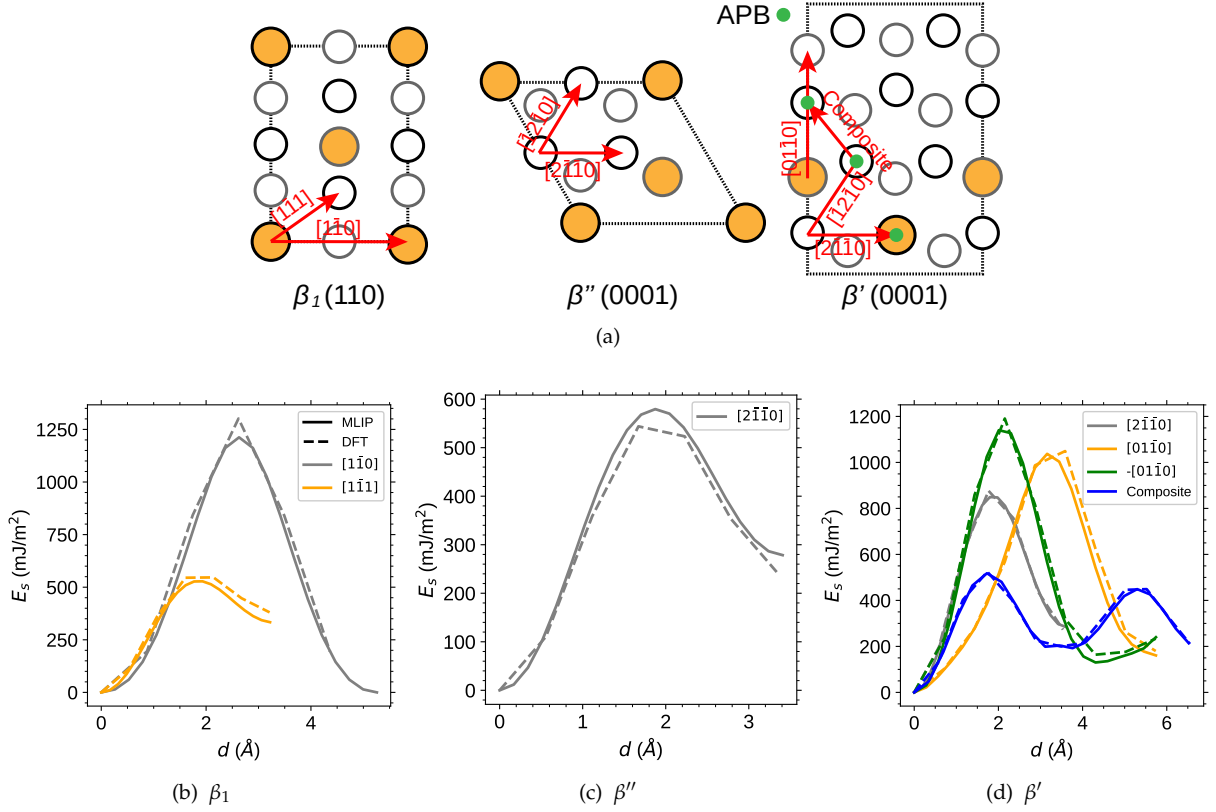 APB
[111]
[11̅0]
β₁(110)
[1̅21̅0]
[21̅1̅0]
β"(0001)
[011̅0]
Composite
[1̅21̅0]
[21̅1̅0]
β'(0001)
(a)
E_s (mJ/m²)
1250
1000
750
500
250
0
0 2 4
d (Å)
MLIP
DFT
[11̅0]
[11̅1]
(b) β₁
E_s (mJ/m²)
600
500
400
300
200
100
0
0 1 2 3
d (Å)
[21̅1̅0]
(c) β''
E_s (mJ/m²)
1200
1000
800
600
400
200
0
0 2 4 6
d (Å)
[21̅1̅0]
[011̅0]
-[011̅0]
Composite
(d) β'